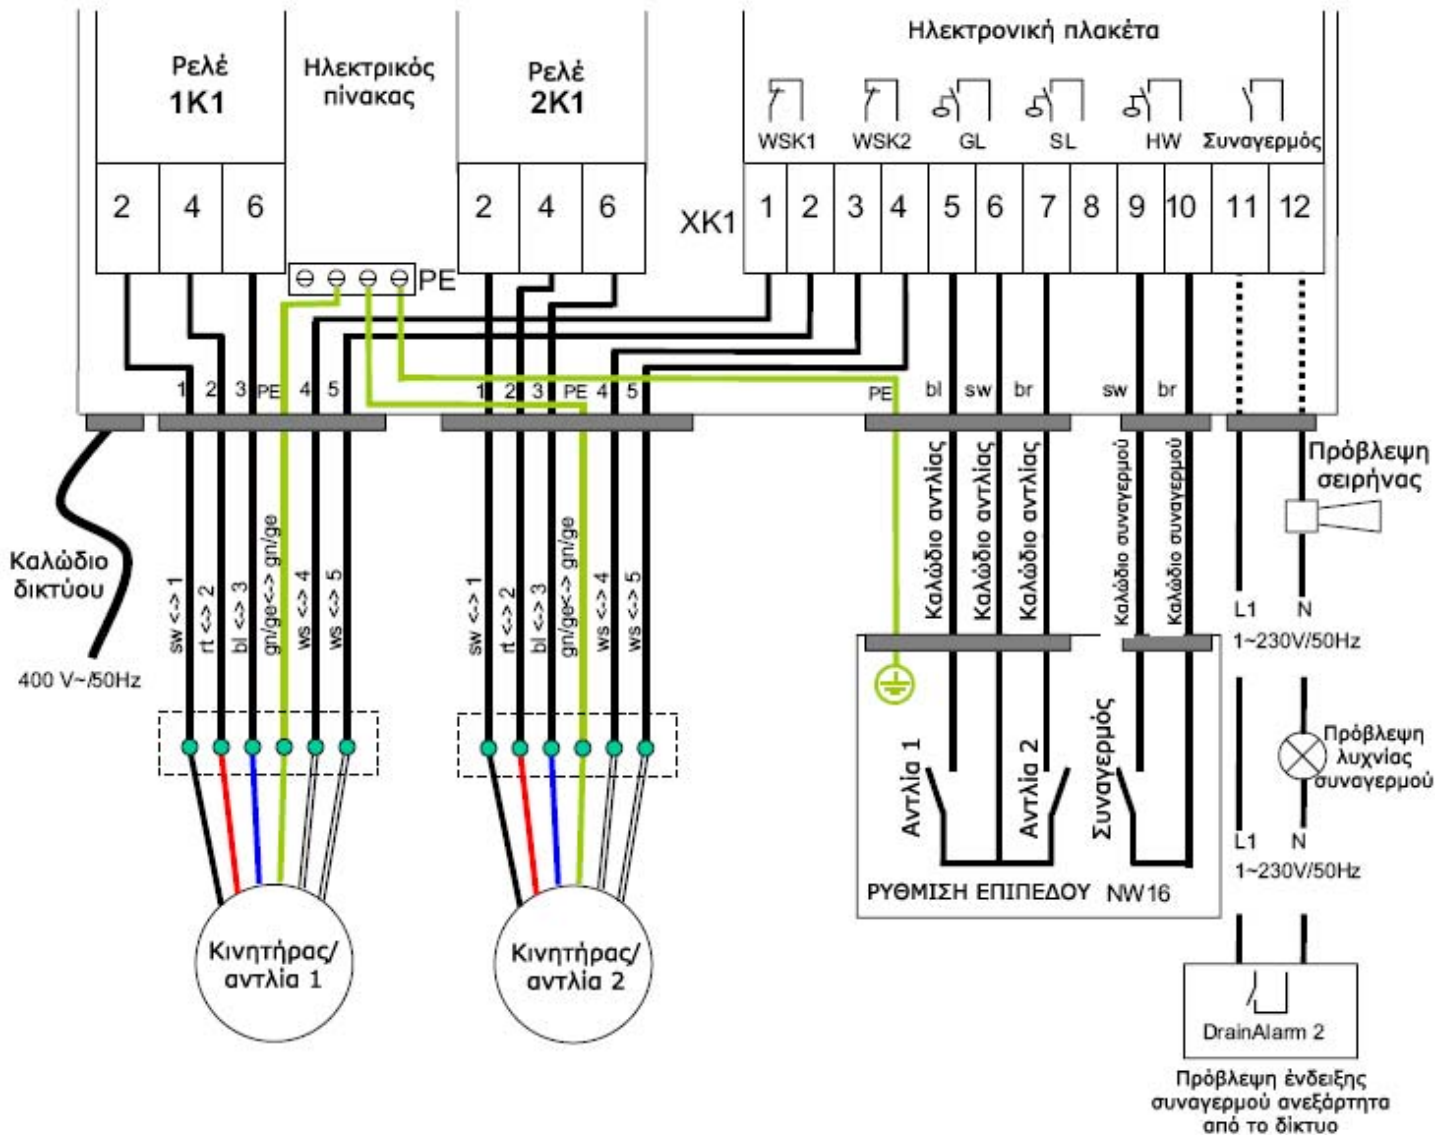 Ηλεκτρονική πλακέτα
Ρελέ
1K1
Ηλεκτρικός
πίνακας
Ρελέ
2K1
WSK1 WSK2 GL SL HW Συναγερμός
2 4 6
2 4 6
XK1
1 2 3 4 5 6 7 8 9 10 11 12
PE
1 2 3 PE 4 5
1 2 3 PE 4 5
PE bl sw br
sw br
Καλώδιο
δικτύου
400 V~/50Hz
sw <-> 1
rt <-> 2
bl <-> 3
gn/ge <-> gn/ge
ws <-> 4
ws <-> 5
sw <-> 1
rt <-> 2
bl <-> 3
gn/ge<-> gn/ge
ws <-> 4
ws <-> 5
Καλώδιο αντλίας
Καλώδιο αντλίας
Καλώδιο αντλίας
Καλώδιο συναγερμού
Καλώδιο συναγερμού
Πρόβλεψη
σειρήνας
L1 N
1~230V/50Hz
Αντλία 1
Αντλία 2
Συναγερμός
Πρόβλεψη
λυχνίας
συναγερμού
L1 N
1~230V/50Hz
ΡΥΘΜΙΣΗ ΕΠΙΠΕΔΟΥ NW16
Κινητήρας/
αντλία 1
Κινητήρας/
αντλία 2
DrainAlarm 2
Πρόβλεψη ένδειξης
συναγερμού ανεξάρτητα
από το δίκτυο